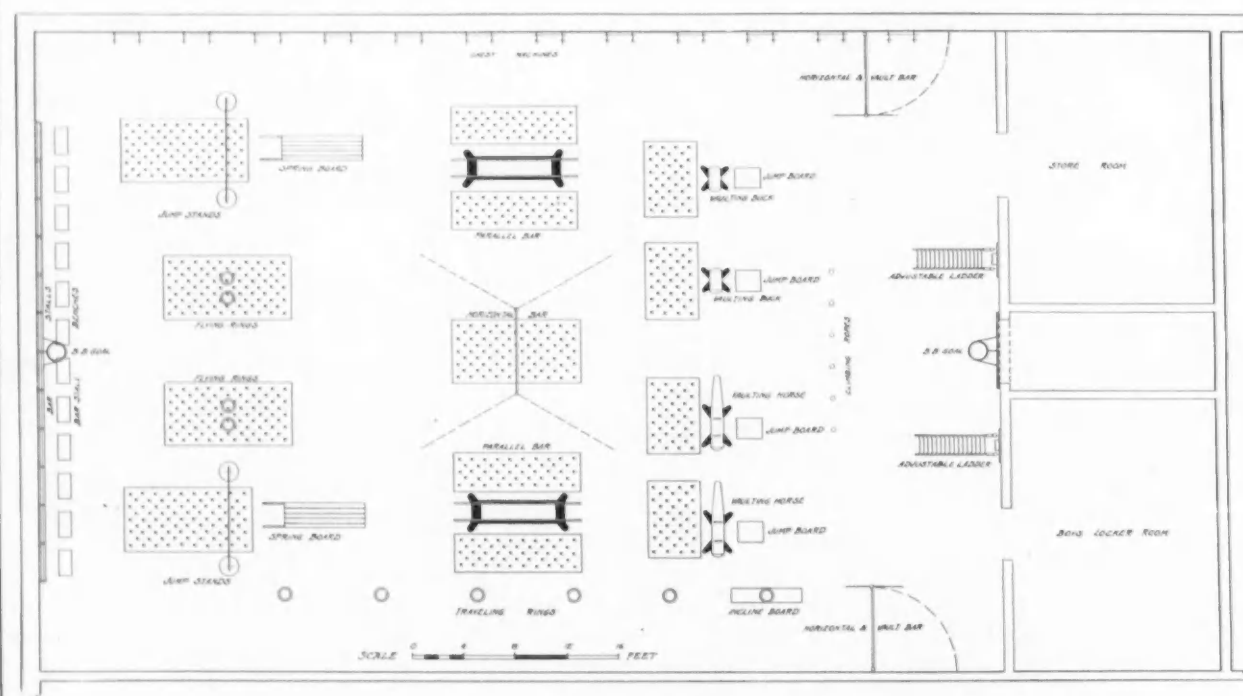 CHEST MACHINES
HORIZONTAL & VAULT BAR
SPRING BOARD
JUMP STANDS
PARALLEL BAR
JUMP BOARD
VAULTING BUCK
STORE ROOM
ADJUSTABLE LADDER
JUMP BOARD
VAULTING BUCK
FLYING RINGS
HORIZONTAL BAR
STALLS
BAR
BENCHES
BAR STALL
B.B. GOAL
CLIMBING ROPES
B.B. GOAL
FLYING RINGS
VAULTING HORSE
JUMP BOARD
PARALLEL BAR
ADJUSTABLE LADDER
VAULTING HORSE
JUMP BOARD
SPRING BOARD
BOYS LOCKER ROOM
JUMP STANDS
TRAVELING RINGS
INCLINE BOARD
HORIZONTAL & VAULT BAR
SCALE 0 4 8 12 16 FEET